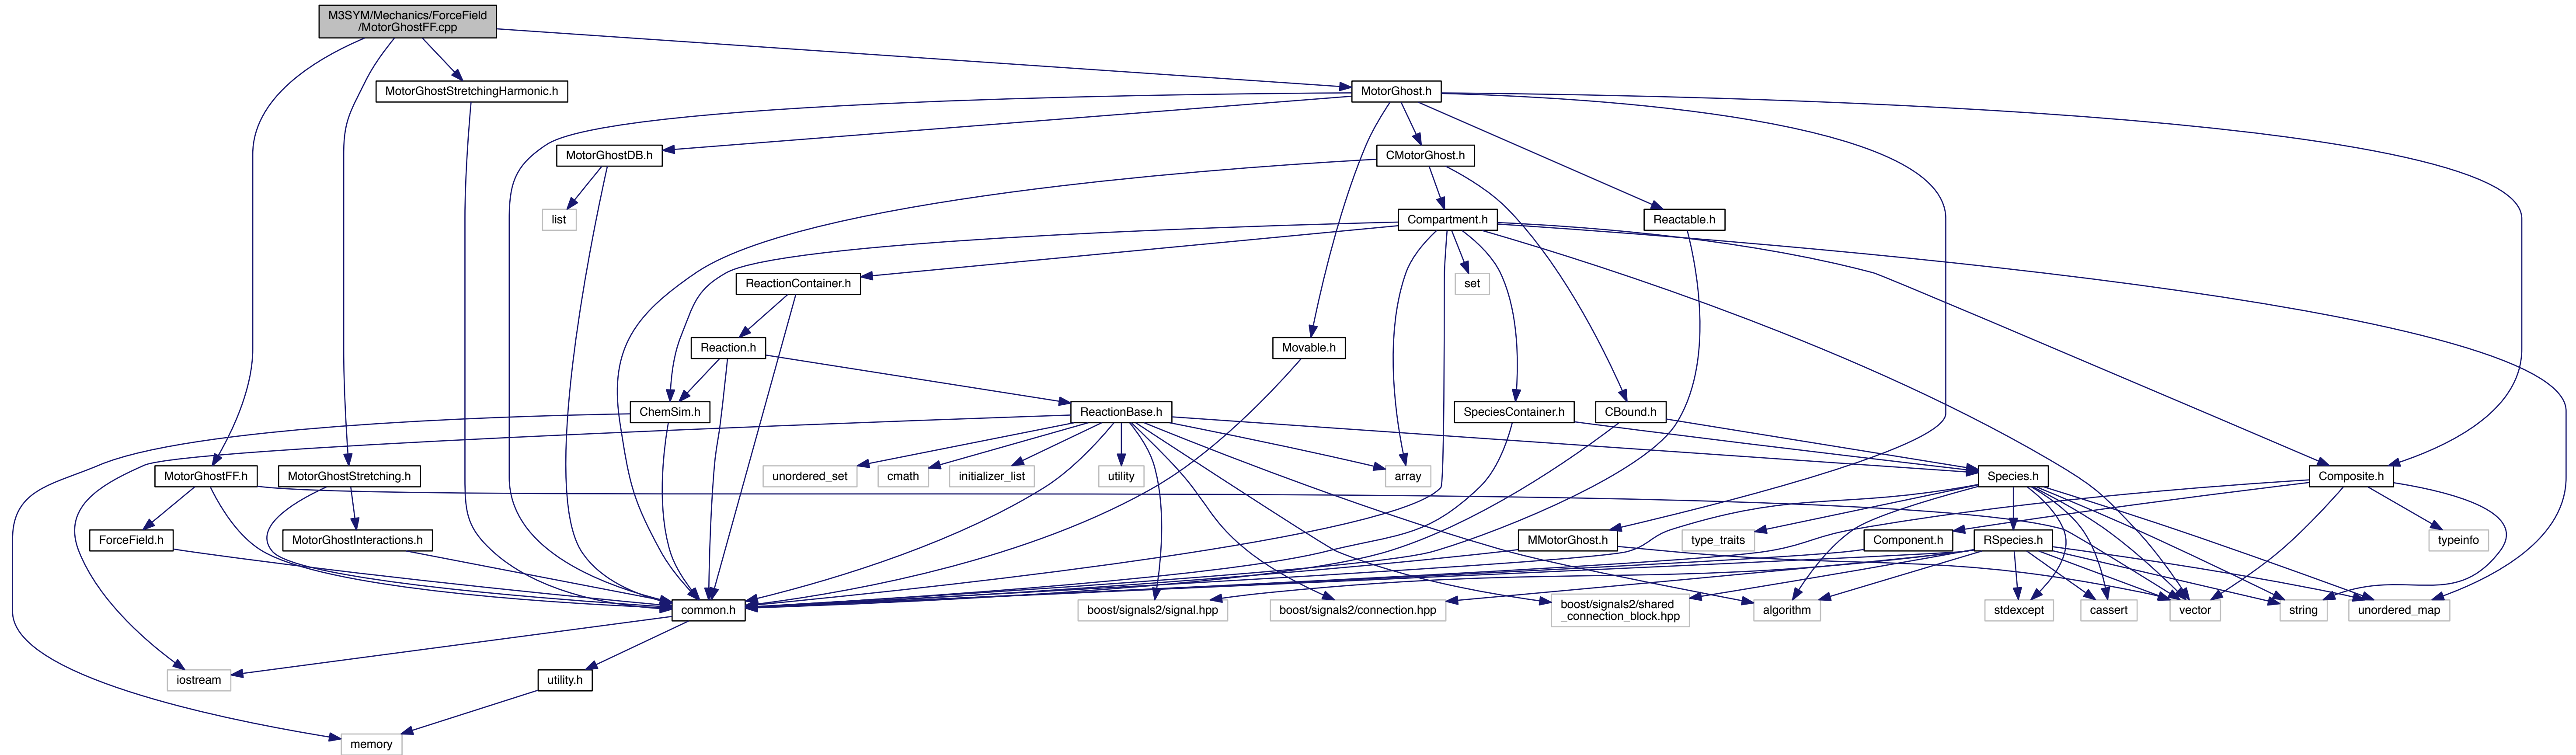 M3SYM/Mechanics/ForceField
/MotorGhostFF.cpp
MotorGhostStretchingHarmonic.h
MotorGhost.h
MotorGhostDB.h
CMotorGhost.h
list
Compartment.h
Reactable.h
ReactionContainer.h
set
Reaction.h
Movable.h
ChemSim.h
ReactionBase.h
SpeciesContainer.h
CBound.h
MotorGhostFF.h
MotorGhostStretching.h
unordered_set
cmath
initializer_list
utility
array
Species.h
Composite.h
ForceField.h
MotorGhostInteractions.h
MMotorGhost.h
type_traits
Component.h
RSpecies.h
typeinfo
common.h
boost/signals2/signal.hpp
boost/signals2/connection.hpp
boost/signals2/shared
_connection_block.hpp
algorithm
stdexcept
cassert
vector
string
unordered_map
iostream
utility.h
memory